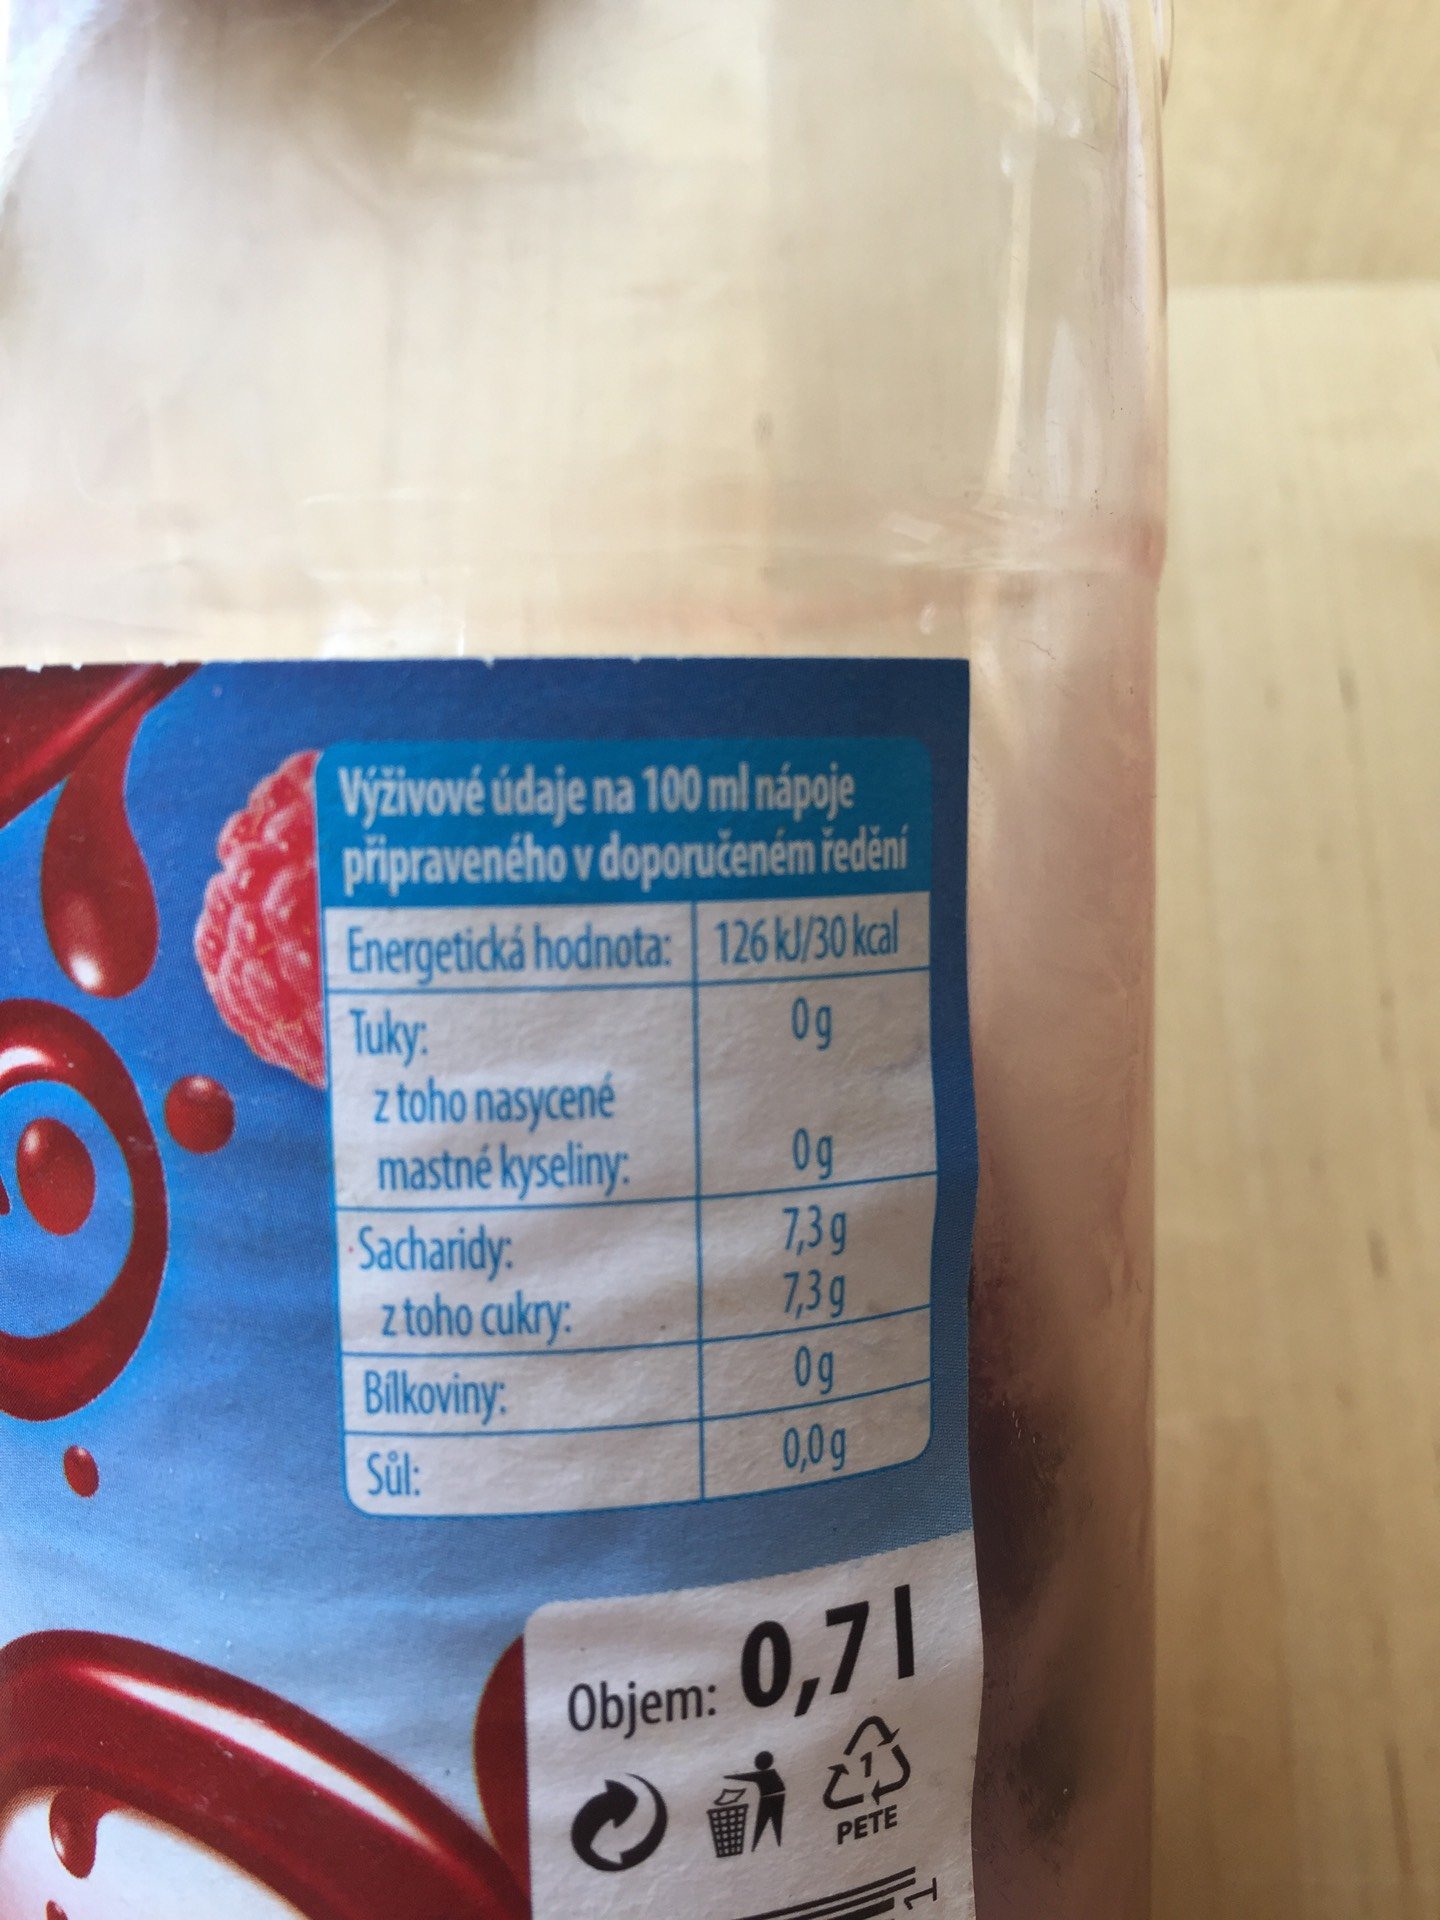 Výživové údaje na 100 ml nápoje
připraveného v doporučeném ředění
Energetická hodnota: 126 kJ/30 kcal
Tuky: 0 g
z toho nasycené
mastné kyseliny: 0 g
Sacharidy: 7,3 g
z toho cukry: 7,3 g
Bílkoviny: 0 g
Sůl: 0,0 g
Objem: 0,7 l
1
PETE
1